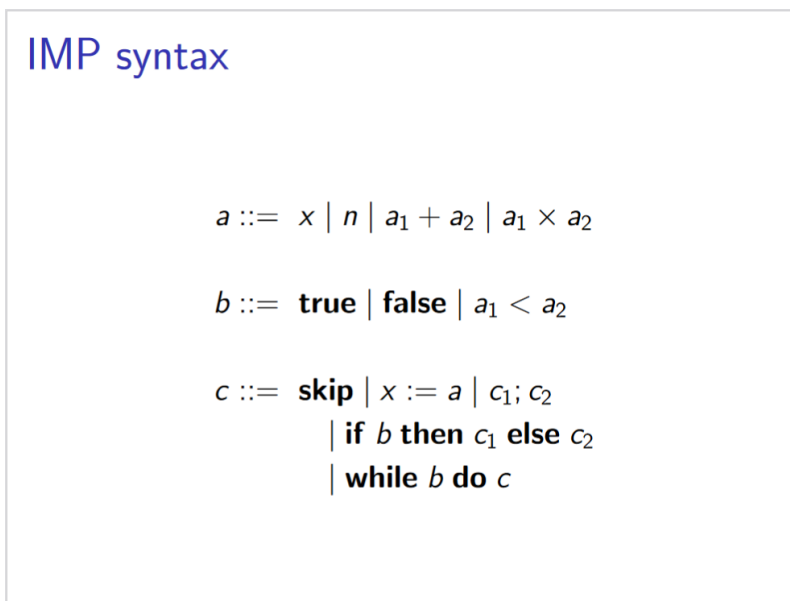 IMP syntax
a ::= x | n | a₁ + a₂ | a₁ × a₂
b ::= true | false | a₁ < a₂
c ::= skip | x := a | c₁; c₂
| if b then c₁ else c₂
| while b do c